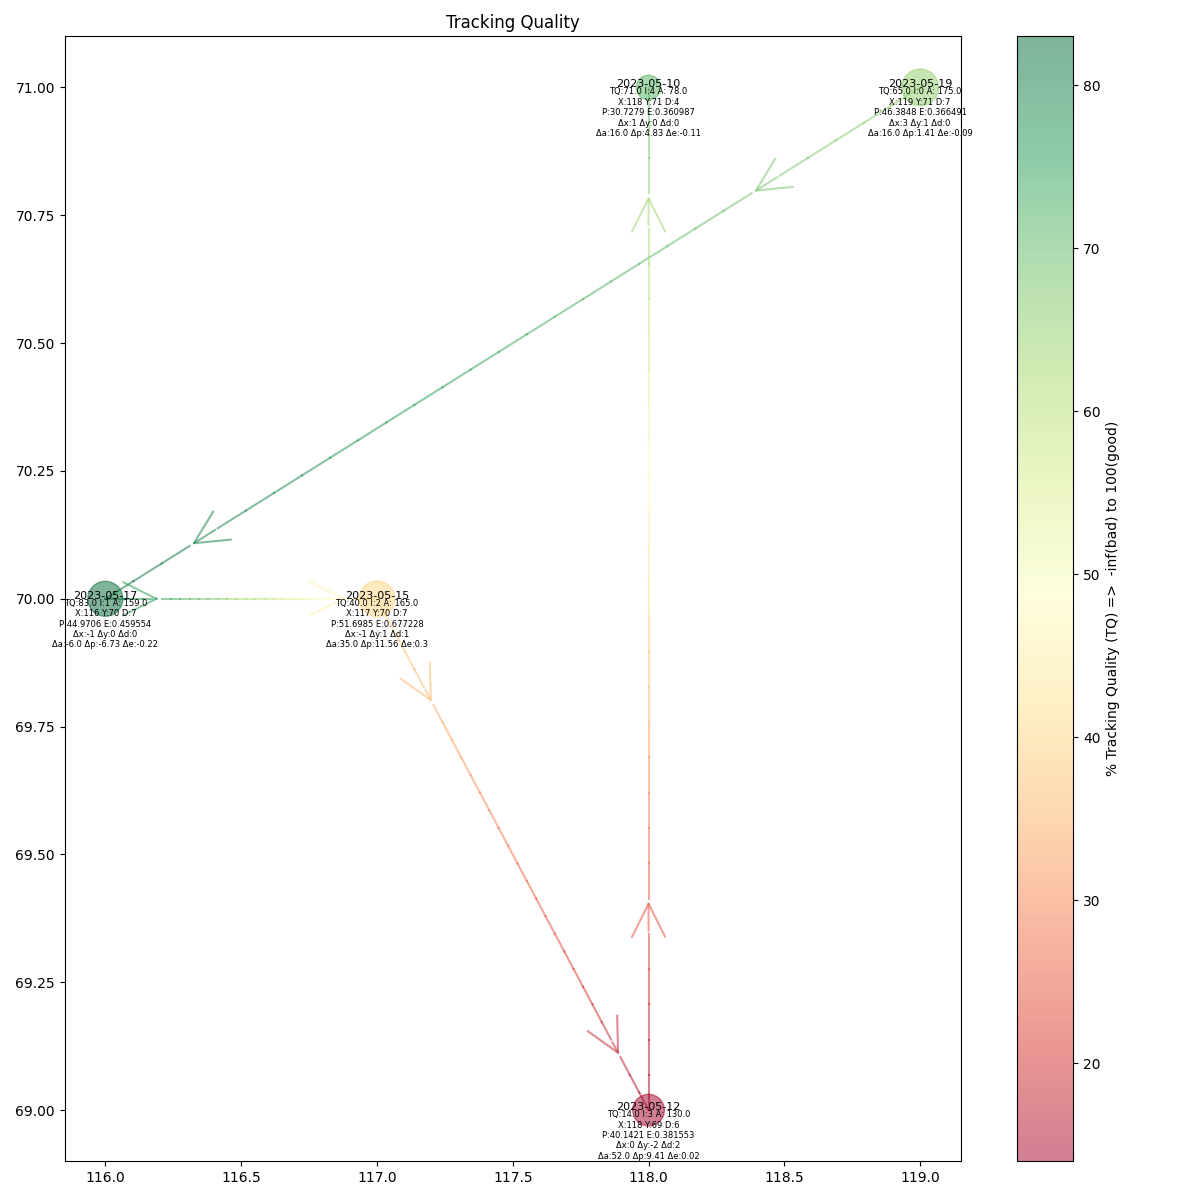 Tracking Quality
71.00
70.75
70.50
70.25
70.00
69.75
69.50
69.25
69.00
116.0 116.5 117.0 117.5 118.0 118.5 119.0
2023-05-10
TQ:71.0 I:4 A: 78.0
X:118 Y:71 D:4
P:30.7279 E:0.360987
Δx:1 Δy:0 Δd:0
Δa:16.0 Δp:4.83 Δe:-0.11
2023-05-19
TQ:65.0 I:0 A: 175.0
X:119 Y:71 D:7
P:46.3848 E:0.366491
Δx:3 Δy:1 Δd:0
Δa:16.0 Δp:1.41 Δe:-0.09
2023-05-17
TQ:83.0 I:1 A: 159.0
X:116 Y:70 D:7
P:44.9706 E:0.459554
Δx:-1 Δy:0 Δd:0
Δa:-6.0 Δp:-6.73 Δe:-0.22
2023-05-15
TQ:40.0 I:2 A: 165.0
X:117 Y:70 D:7
P:51.6985 E:0.677228
Δx:-1 Δy:1 Δd:1
Δa:35.0 Δp:11.56 Δe:0.3
2023-05-12
TQ:14.0 I:3 A: 130.0
X:118 Y:69 D:6
P:40.1421 E:0.381553
Δx:0 Δy:-2 Δd:2
Δa:52.0 Δp:9.41 Δe:0.02
80
70
60
50
40
30
20
% Tracking Quality (TQ) => -inf(bad) to 100(good)